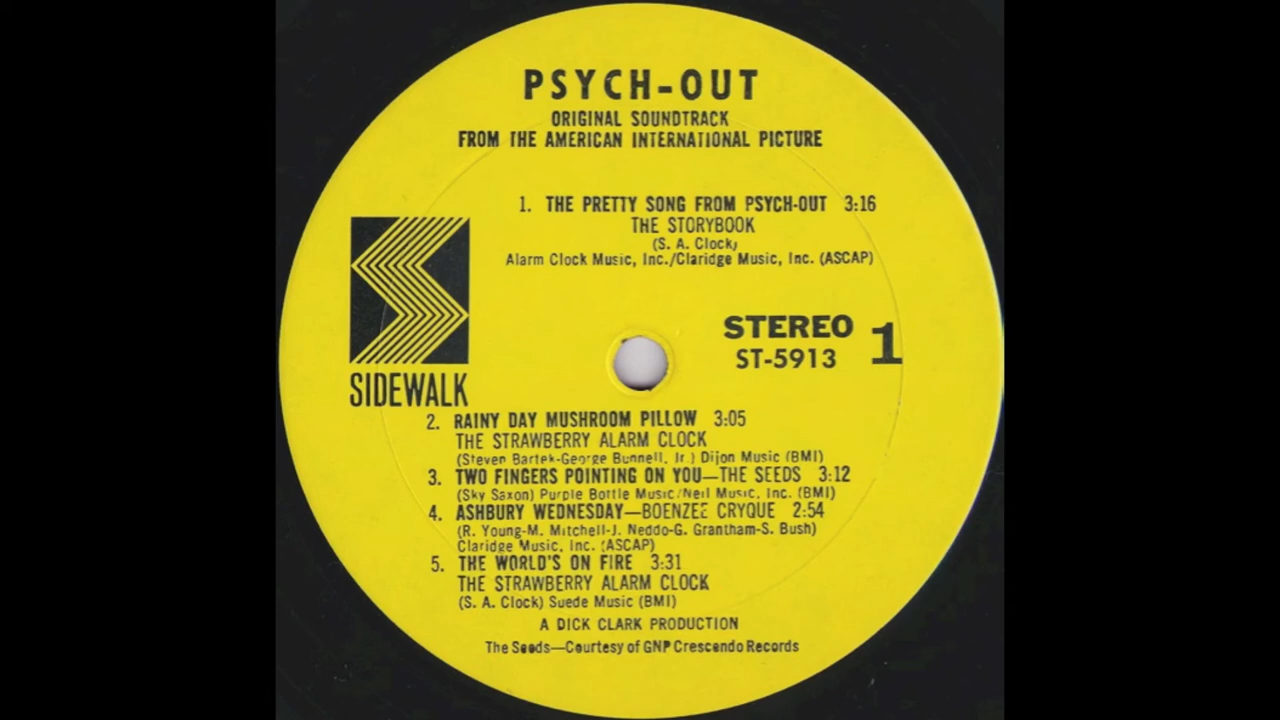 PSYCH-OUT
ORIGINAL SOUNDTRACK
FROM THE AMERICAN INTERNATIONAL PICTURE
1. THE PRETTY SONG FROM PSYCH-OUT 3:16
THE STORYBOOK
(S. A. Clock)
Alarm Clock Music, Inc./Claridge Music, Inc. (ASCAP)
STEREO 1
ST-5913
SIDEWALK
2. RAINY DAY MUSHROOM PILLOW 3:05
THE STRAWBERRY ALARM CLOCK
(Steven Bartek-George Bunnell, Jr.) Dijon Music (BMI)
3. TWO FINGERS POINTING ON YOU—THE SEEDS 3:12
(Sky Saxon) Purple Bottle Music/Neil Music, Inc. (BMI)
4. ASHBURY WEDNESDAY—BOENZEE CRYQUE 2:54
(R. Young-M. Mitchell-J. Neddo-G. Grantham-S. Bush)
Claridge Music, Inc. (ASCAP)
5. THE WORLD'S ON FIRE 3:31
THE STRAWBERRY ALARM CLOCK
(S. A. Clock) Suede Music (BMI)
A DICK CLARK PRODUCTION
The Seeds—Courtesy of GNP Crescendo Records